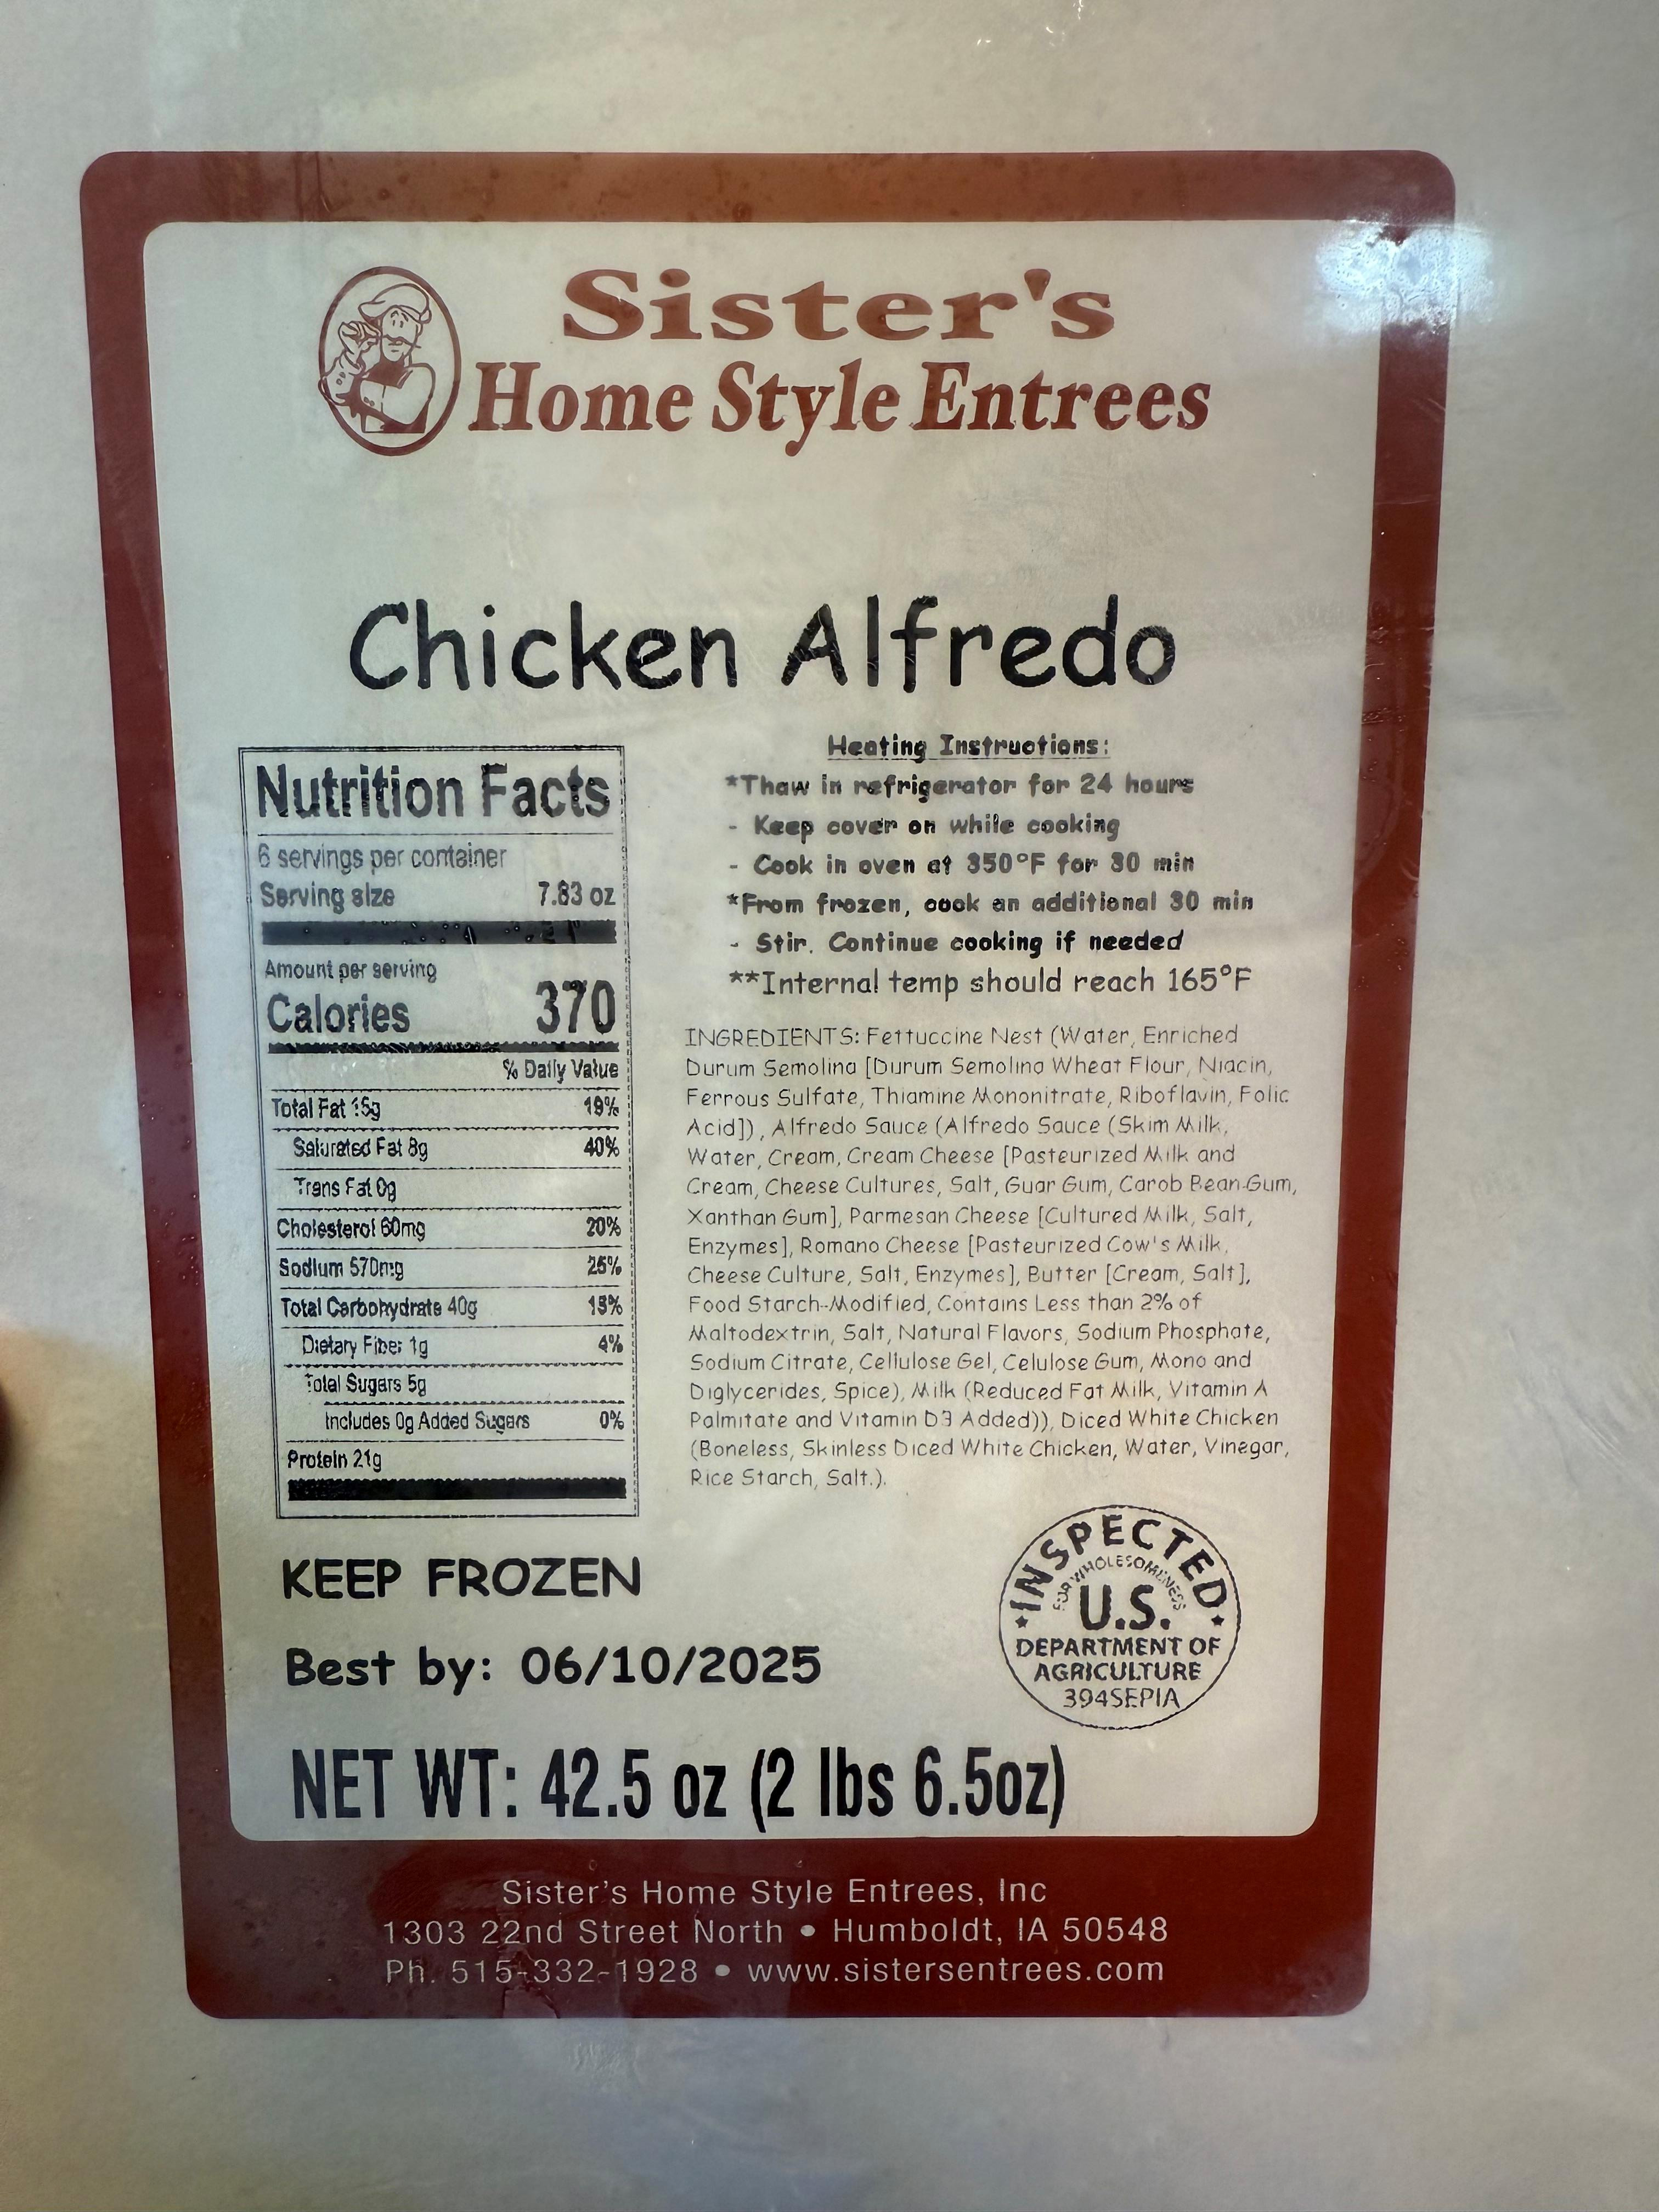 Sister's
Home Style Entrees
Chicken Alfredo
Nutrition Facts
6 servings per container
Serving size 7.83 oz
Amount per serving
Calories 370
% Daily Value
Total Fat 15g 19%
Saturated Fat 8g 40%
Trans Fat 0g
Cholesterol 60mg 20%
Sodium 570mg 25%
Total Carbohydrate 40g 15%
Dietary Fiber 1g 4%
Total Sugars 5g
Includes 0g Added Sugars 0%
Protein 21g
Heating Instructions:
*Thaw in refrigerator for 24 hours
- Keep cover on while cooking
- Cook in oven at 350°F for 30 min
*From frozen, cook an additional 30 min
- Stir. Continue cooking if needed
**Internal temp should reach 165°F
INGREDIENTS: Fettuccine Nest (Water, Enriched
Durum Semolina [Durum Semolina Wheat Flour, Niacin,
Ferrous Sulfate, Thiamine Mononitrate, Riboflavin, Folic
Acid]), Alfredo Sauce (Alfredo Sauce (Skim Milk,
Water, Cream, Cream Cheese [Pasteurized Milk and
Cream, Cheese Cultures, Salt, Guar Gum, Carob Bean Gum,
Xanthan Gum], Parmesan Cheese [Cultured Milk, Salt,
Enzymes], Romano Cheese [Pasteurized Cow's Milk,
Cheese Culture, Salt, Enzymes], Butter [Cream, Salt],
Food Starch-Modified, Contains Less than 2% of
Maltodextrin, Salt, Natural Flavors, Sodium Phosphate,
Sodium Citrate, Cellulose Gel, Celulose Gum, Mono and
Diglycerides, Spice), Milk (Reduced Fat Milk, Vitamin A
Palmitate and Vitamin D3 Added)), Diced White Chicken
(Boneless, Skinless Diced White Chicken, Water, Vinegar,
Rice Starch, Salt.).
KEEP FROZEN
Best by: 06/10/2025
INSPECTED
FOR WHOLESOMENESS
U.S.
DEPARTMENT OF
AGRICULTURE
394SEPIA
NET WT: 42.5 oz (2 lbs 6.5oz)
Sister's Home Style Entrees, Inc
1303 22nd Street North • Humboldt, IA 50548
Ph. 515-332-1928 • www.sistersentrees.com